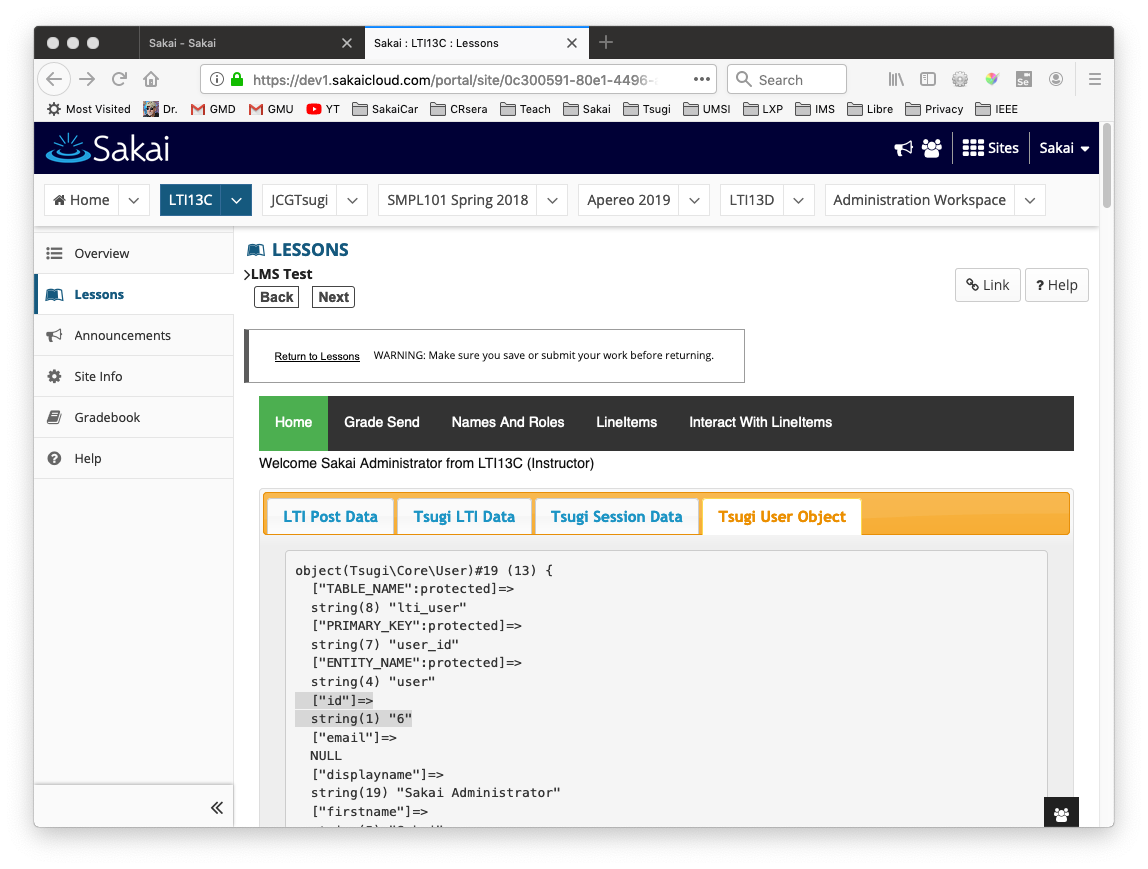 Sakai - Sakai
Sakai : LTI13C : Lessons
https://dev1.sakaicloud.com/portal/site/0c300591-80e1-4496-
Search
Most Visited Dr. GMD GMU YT SakaiCar CRsera Teach Sakai Tsugi UMSI LXP IMS Libre Privacy IEEE
Sakai
Sites Sakai
Home LTI13C JCGTsugi SMPL101 Spring 2018 Apereo 2019 LTI13D Administration Workspace
Overview
Lessons
Announcements
Site Info
Gradebook
Help
LESSONS
>LMS Test
Back Next
Link ? Help
Return to Lessons WARNING: Make sure you save or submit your work before returning.
Home Grade Send Names And Roles LineItems Interact With LineItems
Welcome Sakai Administrator from LTI13C (Instructor)
LTI Post Data Tsugi LTI Data Tsugi Session Data Tsugi User Object
object(Tsugi\Core\User)#19 (13) {
["TABLE_NAME":protected]=>
string(8) "lti_user"
["PRIMARY_KEY":protected]=>
string(7) "user_id"
["ENTITY_NAME":protected]=>
string(4) "user"
["id"]=>
string(1) "6"
["email"]=>
NULL
["displayname"]=>
string(19) "Sakai Administrator"
["firstname"]=>